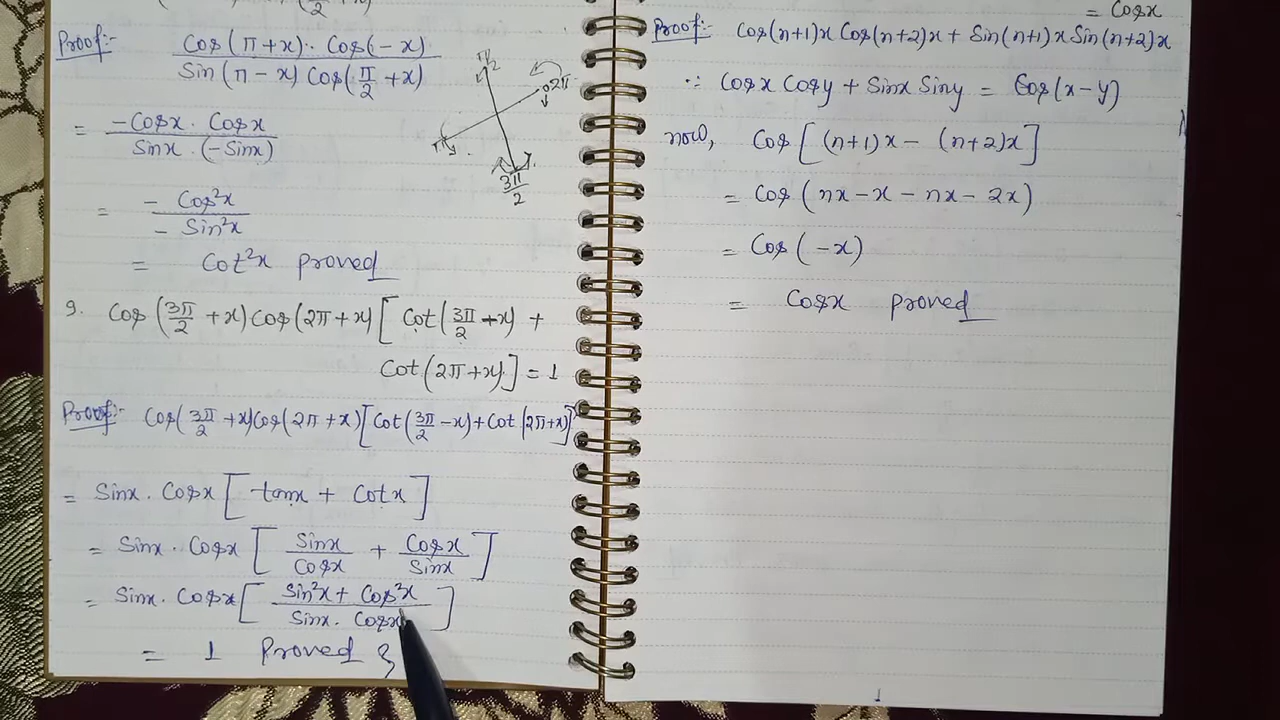 Proof:- Cos(π+x). Cos(-x)
Sin(π-x) Cos(π/2+x)
= -Cosx. Cosx
Sinx. (-Sinx)
= - Cos²x
- Sin²x
= Cot²x proved
π/2
2π
π
3π/2
9. Cos(3π/2+x) Cos(2π+x) [Cot(3π/2-x) +
Cot(2π+x)] = 1
Proof:- Cos(3π/2+x) Cos(2π+x) [Cot(3π/2-x) + Cot(2π+x)]
= Sinx. Cosx [tanx + Cotx]
= Sinx. Cosx [Sinx/Cosx + Cosx/Sinx]
= Sinx. Cosx [Sin²x + Cos²x
Sinx. Cosx]
= 1 Proved
= Cosx
Proof:- Cos(n+1)x Cos(n+2)x + Sin(n+1)x Sin(n+2)x
∵ Cosx Cosy + Sinx Siny = Cos(x-y)
now, Cos[(n+1)x - (n+2)x]
= Cos(nx-x-nx-2x)
= Cos(-x)
= Cosx proved